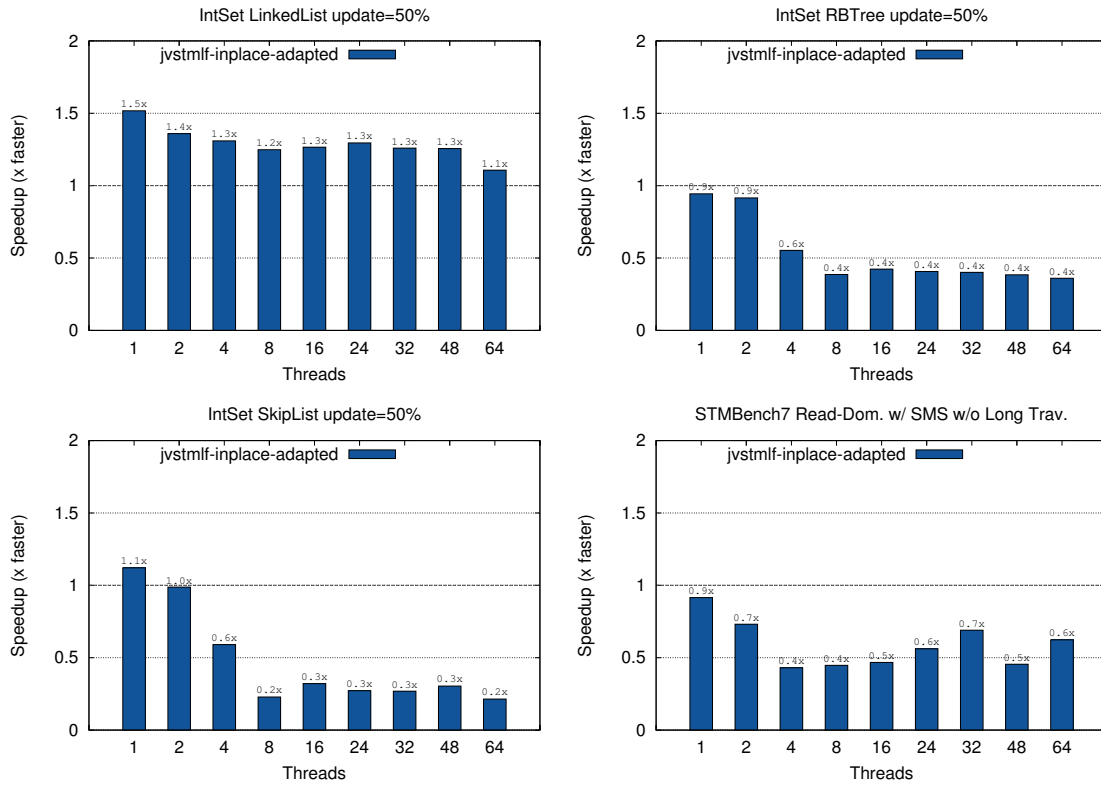 IntSet LinkedList update=50%
jvstmlf-inplace-adapted
Speedup (x faster)
2
1.5
1
0.5
0
1.5x 1.4x 1.3x 1.2x 1.3x 1.3x 1.3x 1.3x 1.1x
1 2 4 8 16 24 32 48 64
Threads
IntSet RBTree update=50%
jvstmlf-inplace-adapted
Speedup (x faster)
2
1.5
1
0.5
0
0.9x 0.9x 0.6x 0.4x 0.4x 0.4x 0.4x 0.4x 0.4x
1 2 4 8 16 24 32 48 64
Threads
IntSet SkipList update=50%
jvstmlf-inplace-adapted
Speedup (x faster)
2
1.5
1
0.5
0
1.1x 1.0x 0.6x 0.2x 0.3x 0.3x 0.3x 0.3x 0.2x
1 2 4 8 16 24 32 48 64
Threads
STMBench7 Read-Dom. w/ SMS w/o Long Trav.
jvstmlf-inplace-adapted
Speedup (x faster)
2
1.5
1
0.5
0
0.9x 0.7x 0.4x 0.4x 0.5x 0.6x 0.7x 0.5x 0.6x
1 2 4 8 16 24 32 48 64
Threads